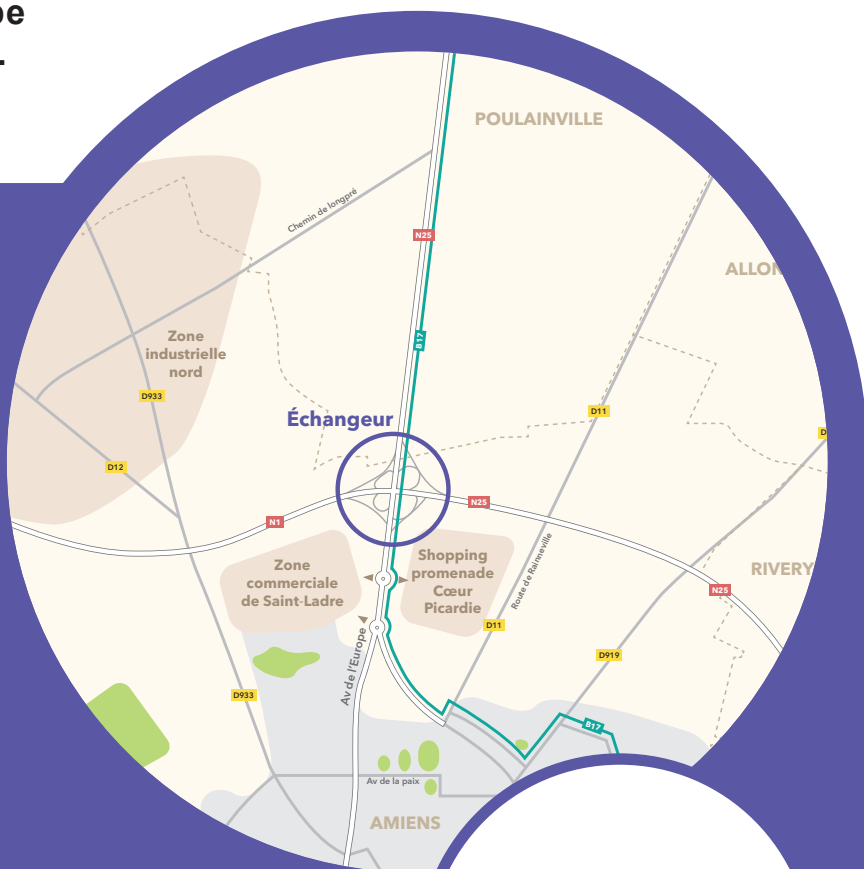 POULAINVILLE
Chemin de longpré
N25
ALLON
Zone
industrielle
nord
B17
D933
D11
Échangeur
D
D12
N25
N1
Zone
commerciale
de Saint-Ladre
Shopping
promenade
Cœur
Picardie
Route de Rainneville
RIVERY
N25
D11
Av de l'Europe
D919
D933
B17
Av de la paix
AMIENS